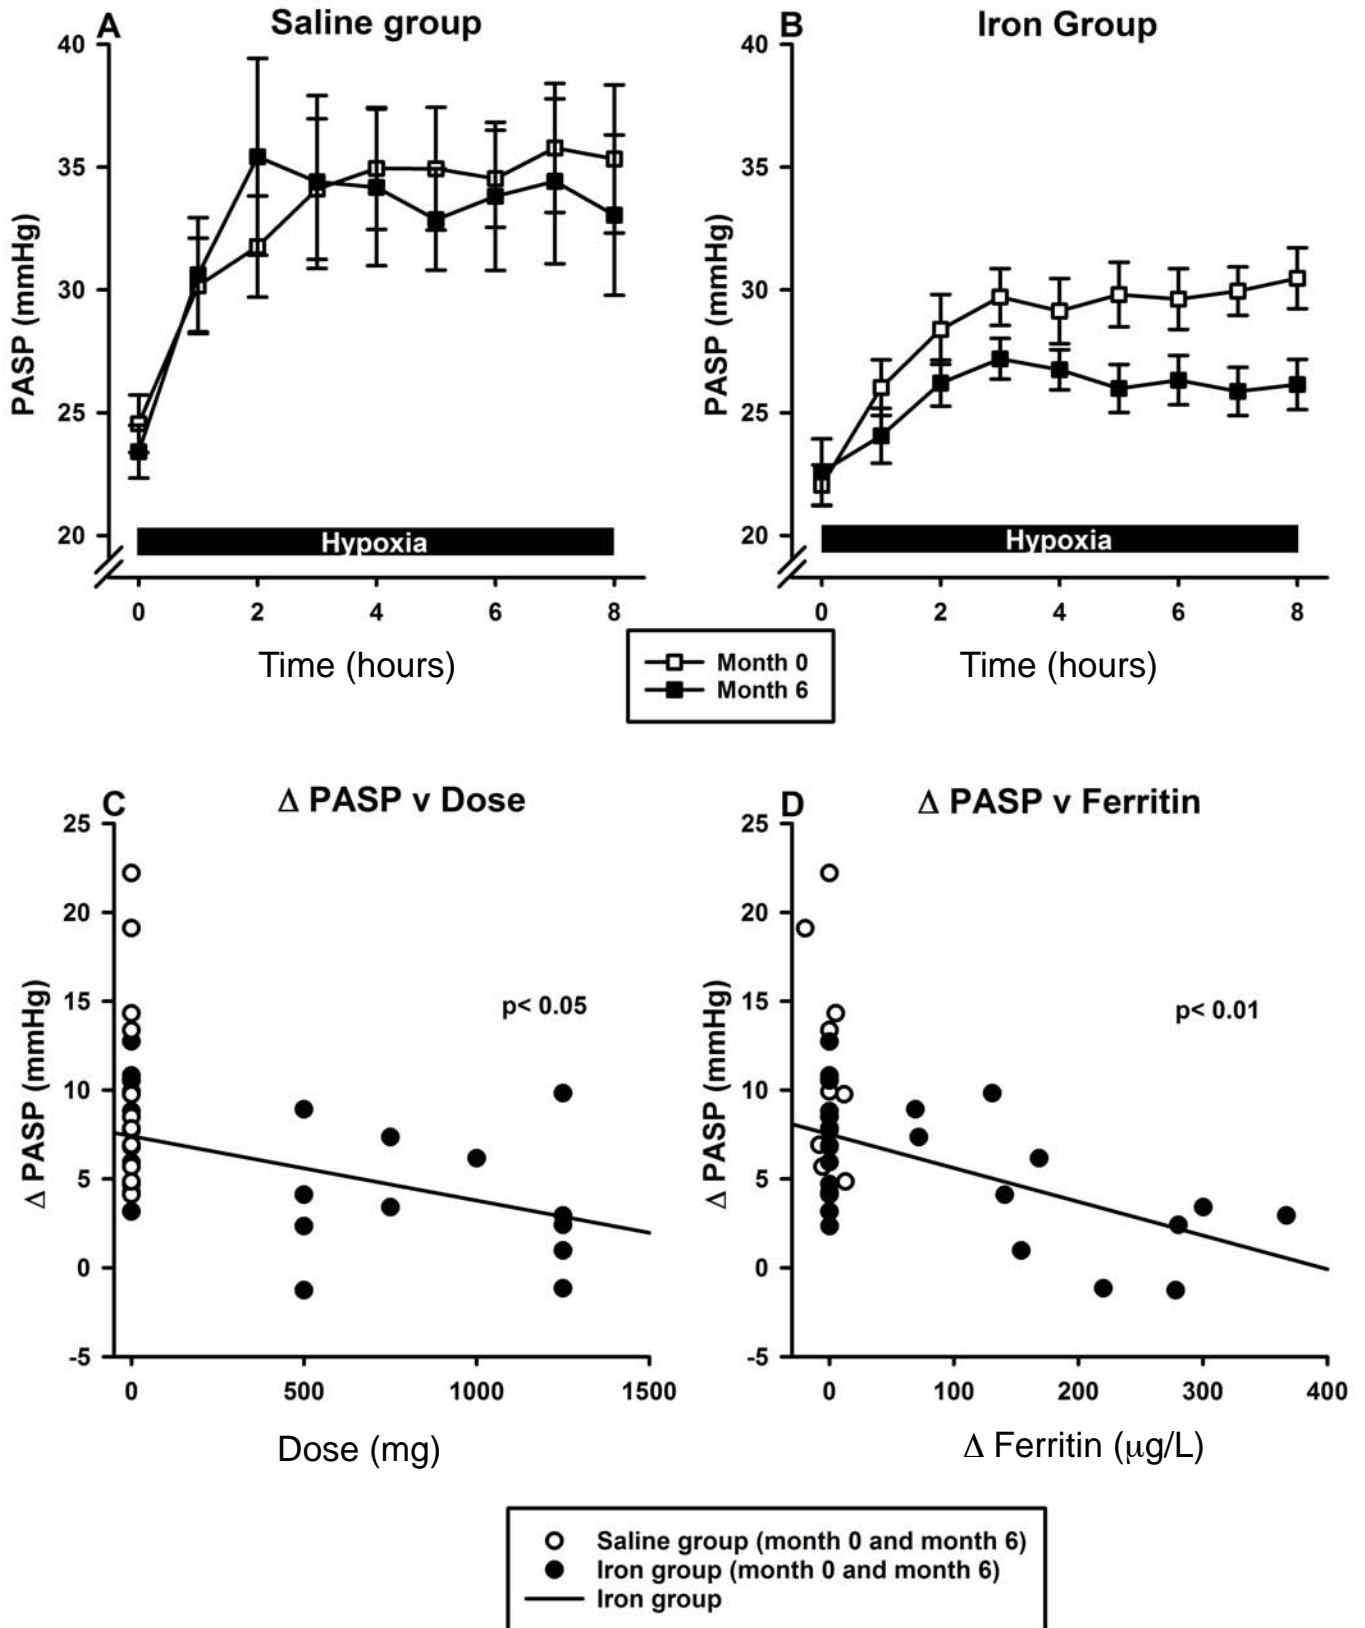 A Saline group
40
35
30
25
20
PASP (mmHg)
Hypoxia
0 2 4 6 8
Time (hours)
B Iron Group
40
35
30
25
20
PASP (mmHg)
Hypoxia
0 2 4 6 8
Time (hours)
Month 0
Month 6
C Δ PASP v Dose
25
20
15
10
5
0
-5
Δ PASP (mmHg)
p< 0.05
0 500 1000 1500
Dose (mg)
D Δ PASP v Ferritin
25
20
15
10
5
0
-5
Δ PASP (mmHg)
p< 0.01
0 100 200 300 400
Δ Ferritin (μg/L)
Saline group (month 0 and month 6)
Iron group (month 0 and month 6)
Iron group